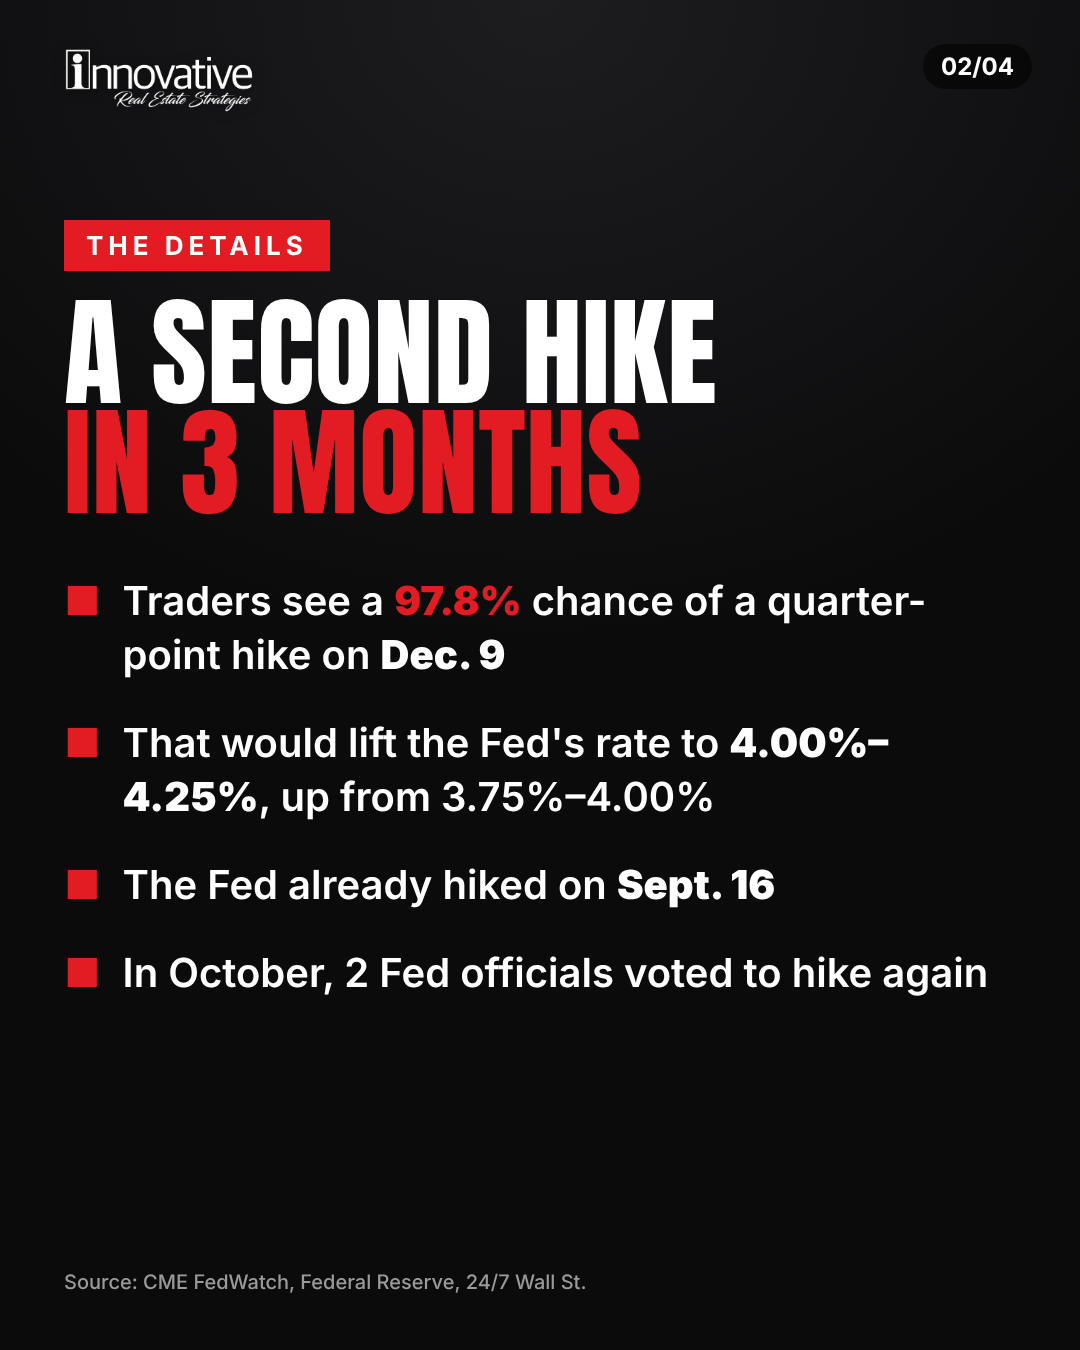 innovative
Real Estate Strategies
02/04
THE DETAILS
A SECOND HIKE
IN 3 MONTHS
Traders see a 97.8% chance of a quarter-
point hike on Dec. 9
That would lift the Fed's rate to 4.00%–
4.25%, up from 3.75%–4.00%
The Fed already hiked on Sept. 16
In October, 2 Fed officials voted to hike again
Source: CME FedWatch, Federal Reserve, 24/7 Wall St.